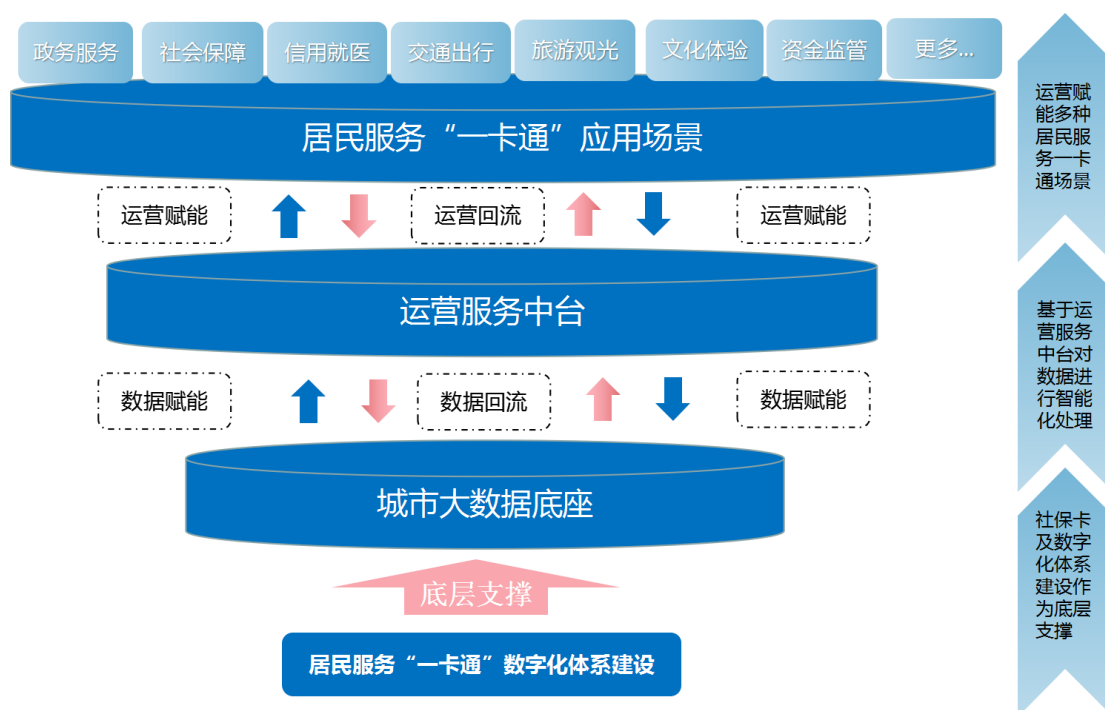 政务服务
社会保障
信用就医
交通出行
旅游观光
文化体验
资金监管
更多...
居民服务“一卡通”应用场景
运营赋能
运营回流
运营赋能
运营服务中台
数据赋能
数据回流
数据赋能
城市大数据底座
底层支撑
居民服务“一卡通”数字化体系建设
运营赋
能多种
居民服
务一卡
通场景
基于运
营服务
中台对
数据进
行智能
化处理
社保卡
及数字
化体系
建设作
为底层
支撑